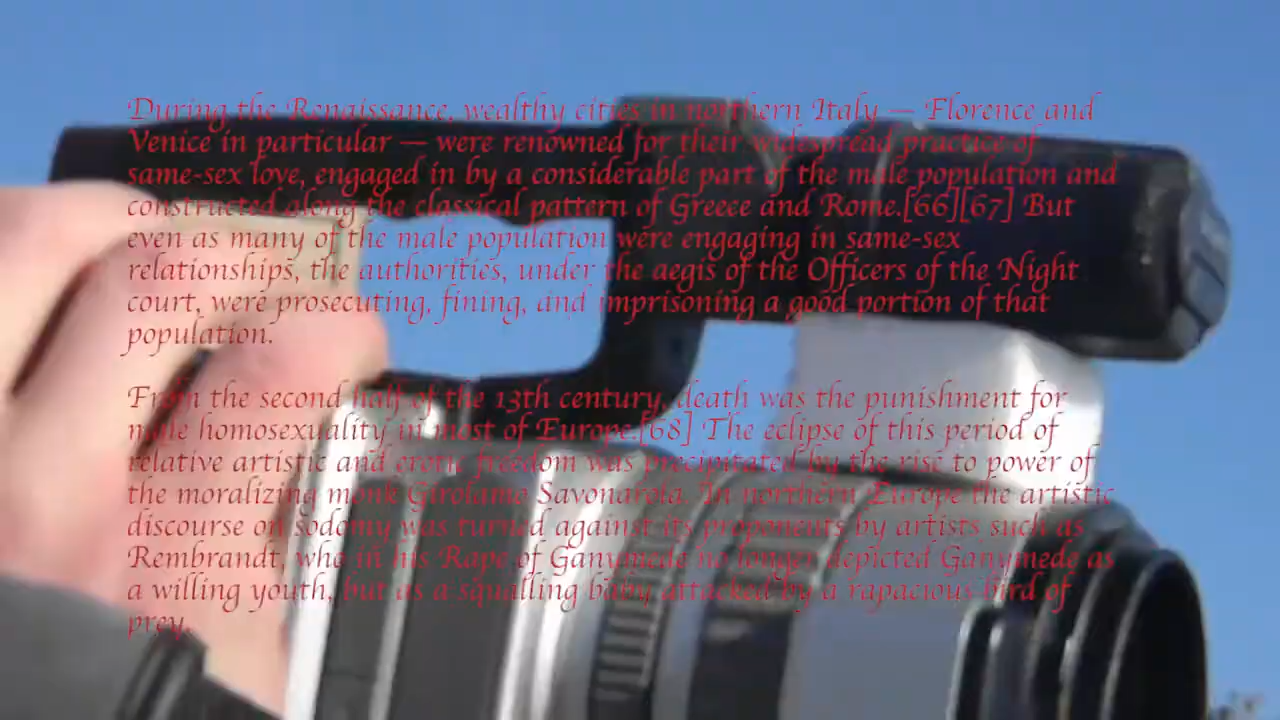 During the Renaissance, wealthy cities in northern Italy — Florence and
Venice in particular — were renowned for their widespread practice of
same-sex love, engaged in by a considerable part of the male population and
constructed along the classical pattern of Greece and Rome.[66][67] But
even as many of the male population were engaging in same-sex
relationships, the authorities, under the aegis of the Officers of the Night
court, were prosecuting, fining, and imprisoning a good portion of that
population.
From the second half of the 13th century, death was the punishment for
male homosexuality in most of Europe.[68] The eclipse of this period of
relative artistic and erotic freedom was precipitated by the rise to power of
the moralizing monk Girolamo Savonarola. In northern Europe the artistic
discourse on sodomy was turned against its proponents by artists such as
Rembrandt, who in his Rape of Ganymede no longer depicted Ganymede as
a willing youth, but as a squalling baby attacked by a rapacious bird of
prey.